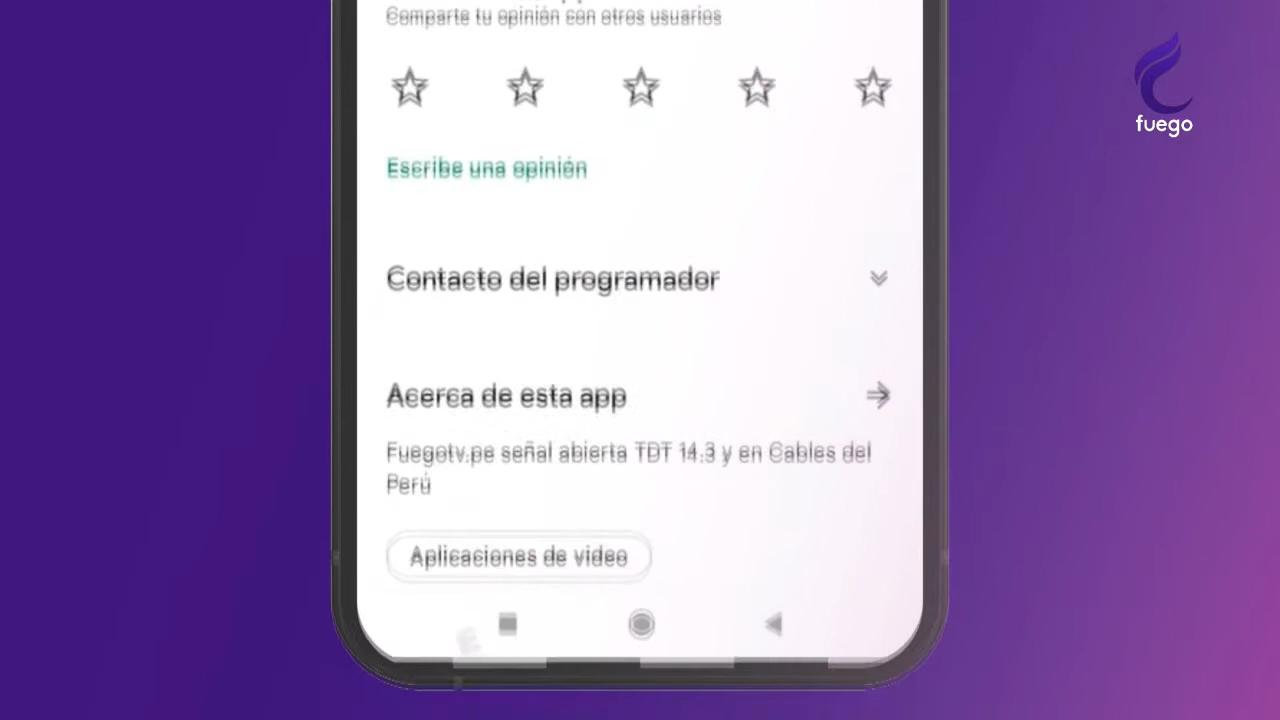 Comparte tu opinión con otros usuarios
fuego
Escribe una opinión
Contacto del programador
Acerca de esta app
Fuegotv.pe señal abierta TDT 14.3 y en Cables del
Perú
Aplicaciones de video